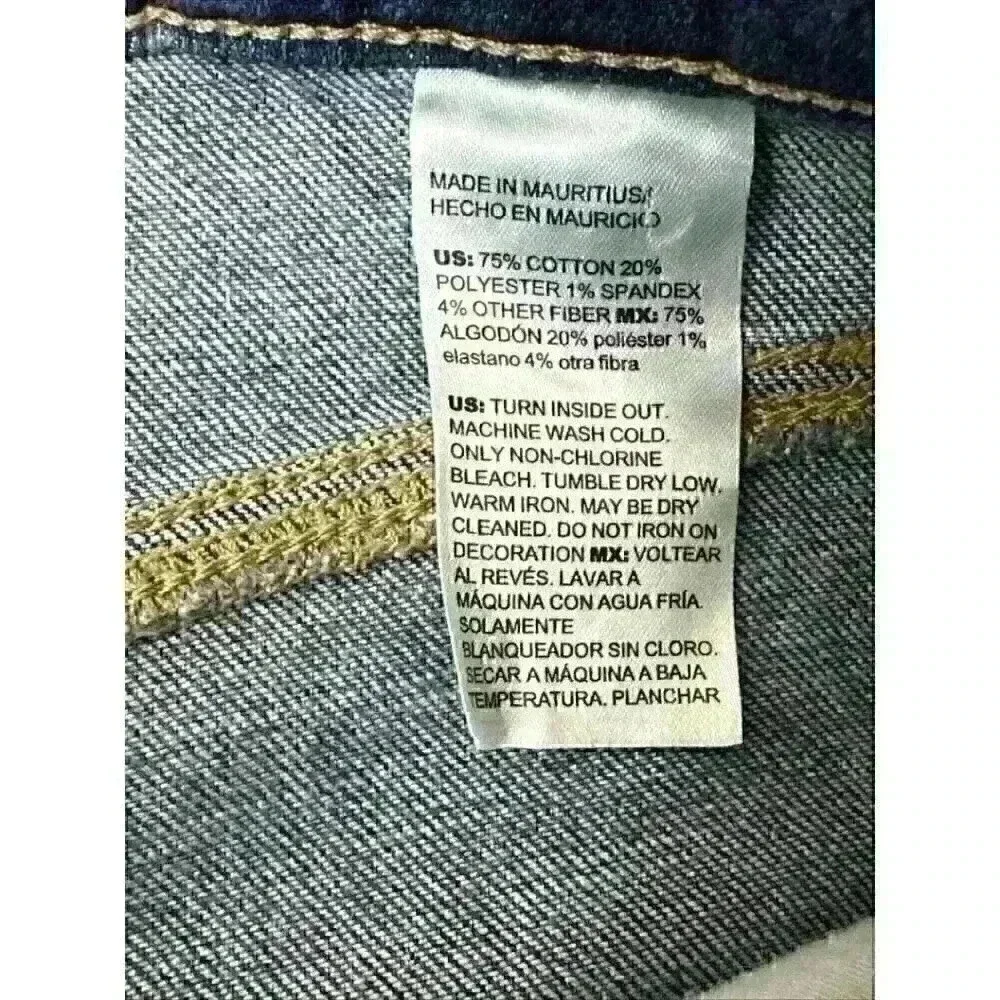 MADE IN MAURITIUS/
HECHO EN MAURICIO
US: 75% COTTON 20%
POLYESTER 1% SPANDEX
4% OTHER FIBER MX: 75%
ALGODÓN 20% poliéster 1%
elastano 4% otra fibra
US: TURN INSIDE OUT.
MACHINE WASH COLD.
ONLY NON-CHLORINE
BLEACH. TUMBLE DRY LOW.
WARM IRON. MAY BE DRY
CLEANED. DO NOT IRON ON
DECORATION MX: VOLTEAR
AL REVÉS. LAVAR A
MÁQUINA CON AGUA FRÍA.
SOLAMENTE
BLANQUEADOR SIN CLORO.
SECAR A MÁQUINA A BAJA
TEMPERATURA. PLANCHAR